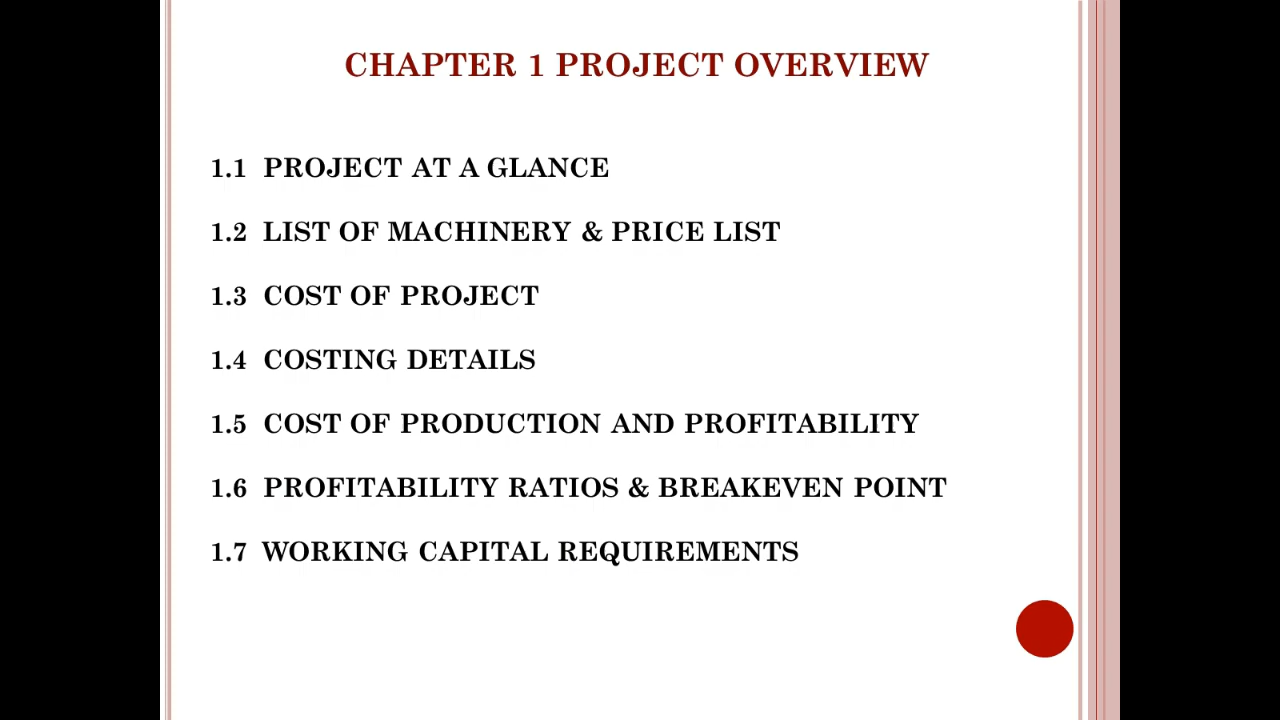 CHAPTER 1 PROJECT OVERVIEW
1.1 PROJECT AT A GLANCE
1.2 LIST OF MACHINERY & PRICE LIST
1.3 COST OF PROJECT
1.4 COSTING DETAILS
1.5 COST OF PRODUCTION AND PROFITABILITY
1.6 PROFITABILITY RATIOS & BREAKEVEN POINT
1.7 WORKING CAPITAL REQUIREMENTS